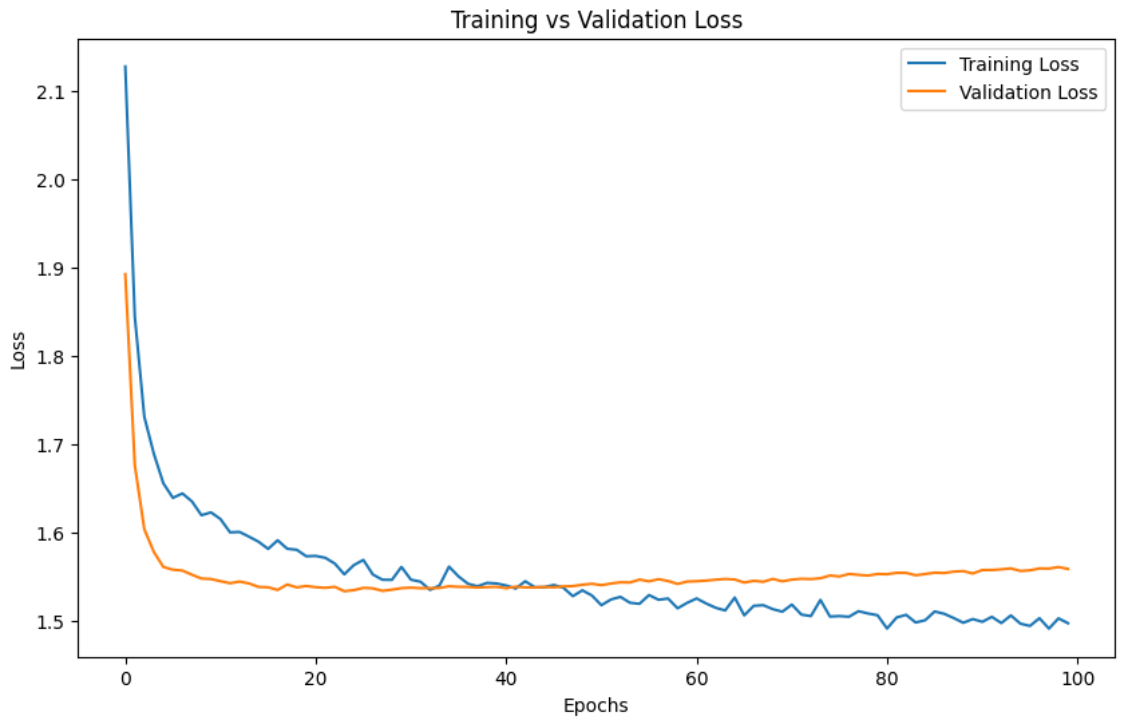 Training vs Validation Loss
Training Loss
Validation Loss
2.1
2.0
1.9
1.8
1.7
1.6
1.5
Loss
0 20 40 60 80 100
Epochs